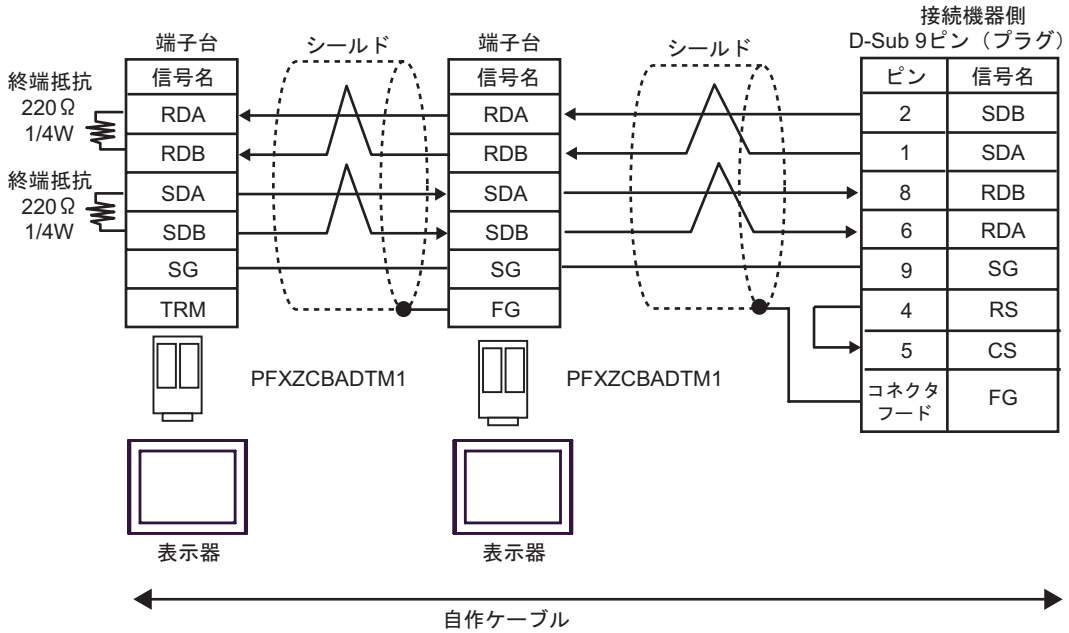 接続機器側
D-Sub 9ピン（プラグ）
端子台
シールド
端子台
シールド
終端抵抗
220Ω
1/4W
終端抵抗
220Ω
1/4W
信号名
RDA
RDB
SDA
SDB
SG
TRM
信号名
RDA
RDB
SDA
SDB
SG
FG
ピン 信号名
2 SDB
1 SDA
8 RDB
6 RDA
9 SG
4 RS
5 CS
コネクタ
フード FG
PFXZCBADTM1
PFXZCBADTM1
表示器
表示器
自作ケーブル